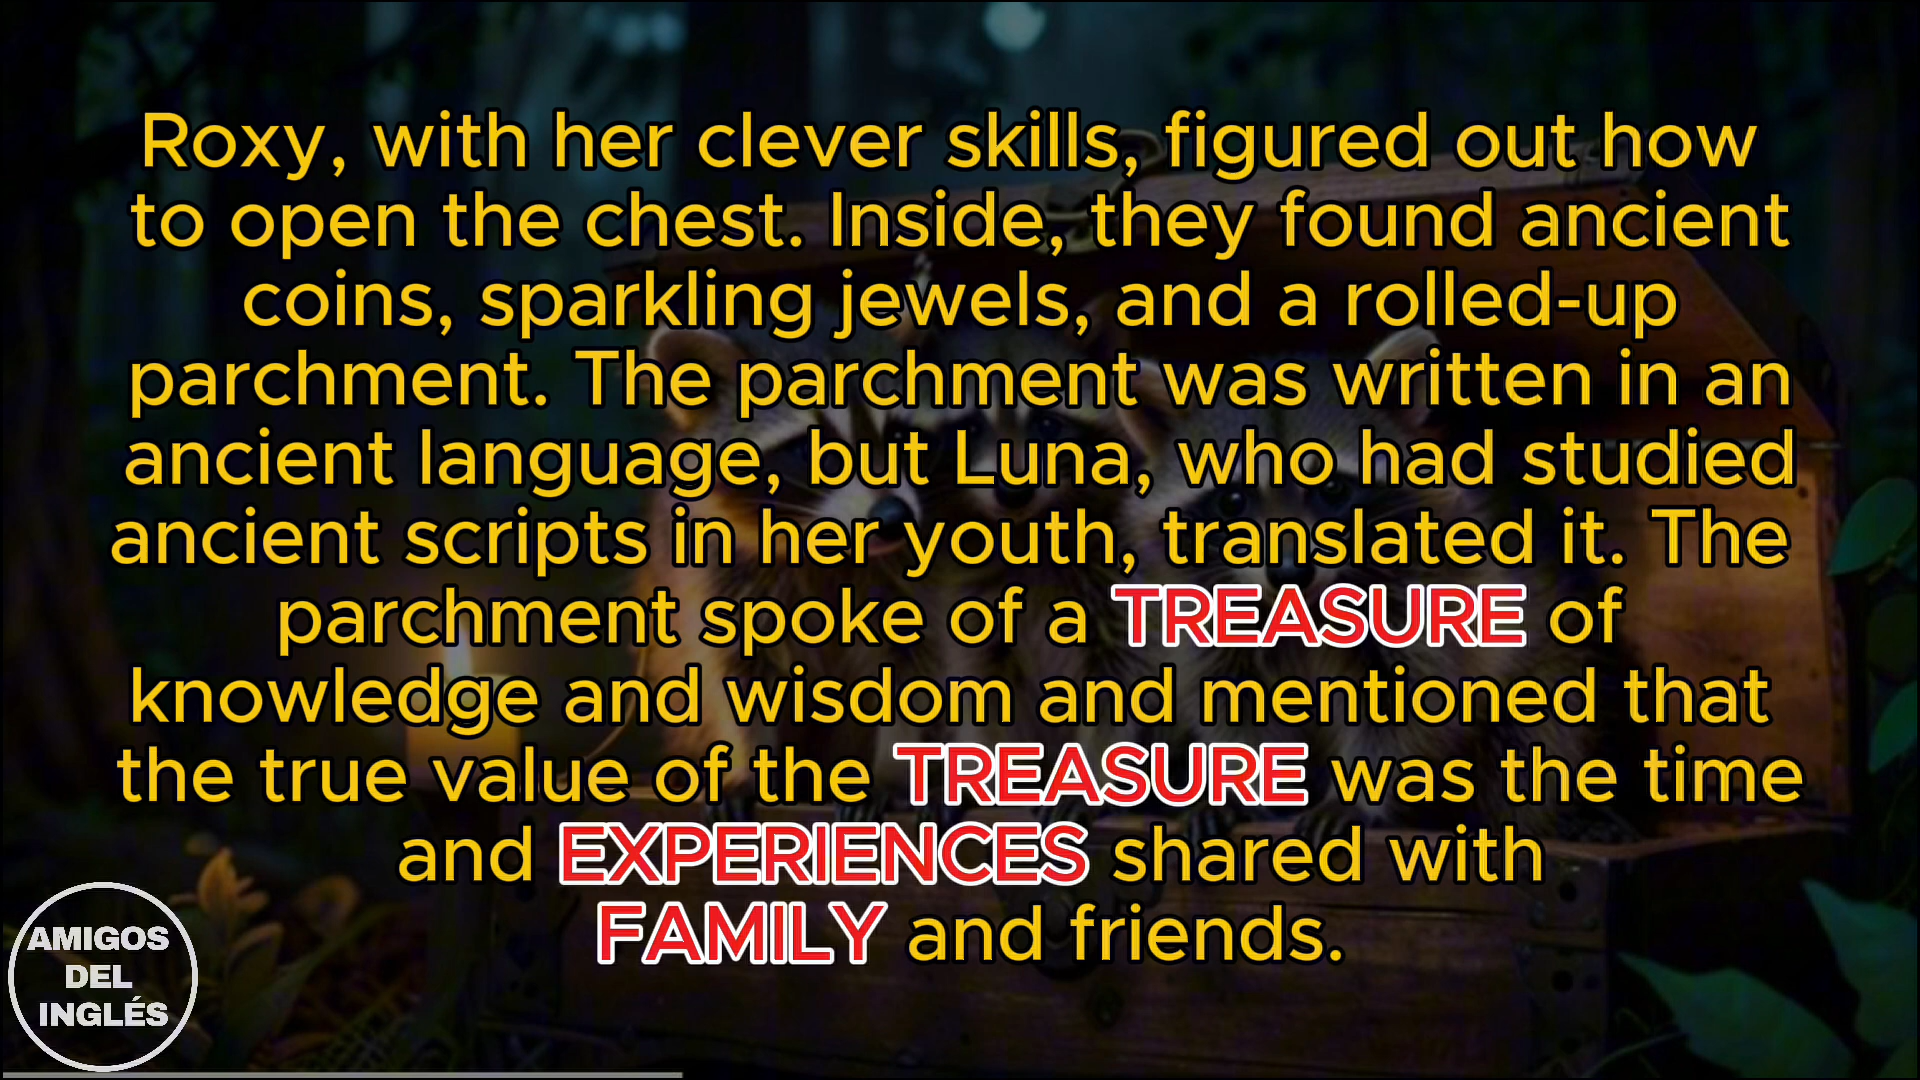 Roxy, with her clever skills, figured out how
to open the chest. Inside, they found ancient
coins, sparkling jewels, and a rolled-up
parchment. The parchment was written in an
ancient language, but Luna, who had studied
ancient scripts in her youth, translated it. The
parchment spoke of a TREASURE of
knowledge and wisdom and mentioned that
the true value of the TREASURE was the time
and EXPERIENCES shared with
FAMILY and friends.
AMIGOS
DEL
INGLÉS